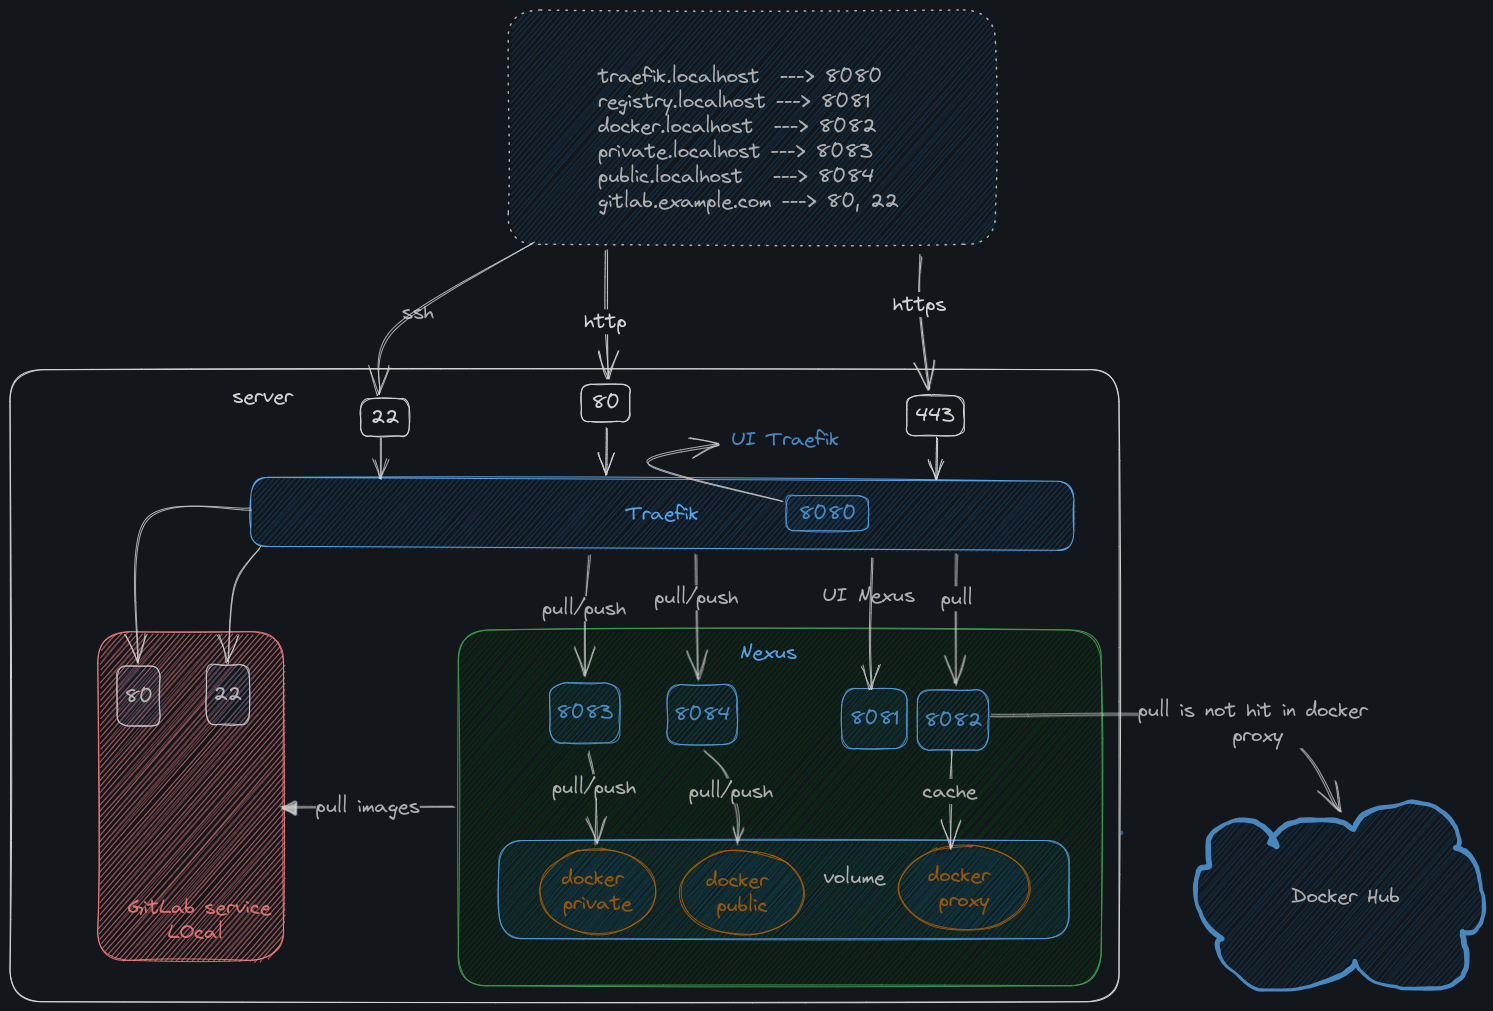 traefik.localhost ---> 8080
registry.localhost ---> 8081
docker.localhost ---> 8082
private.localhost ---> 8083
public.localhost ---> 8084
gitlab.example.com ---> 80, 22
ssh
http
https
server
22
80
443
UI Traefik
Traefik
8080
pull/push
pull/push
UI Nexus
pull
Nexus
80
22
8083
8084
8081
8082
pull is not hit in docker
proxy
pull/push
pull/push
cache
pull images
volume
docker
private
docker
public
docker
proxy
GitLab service
LOcal
Docker Hub